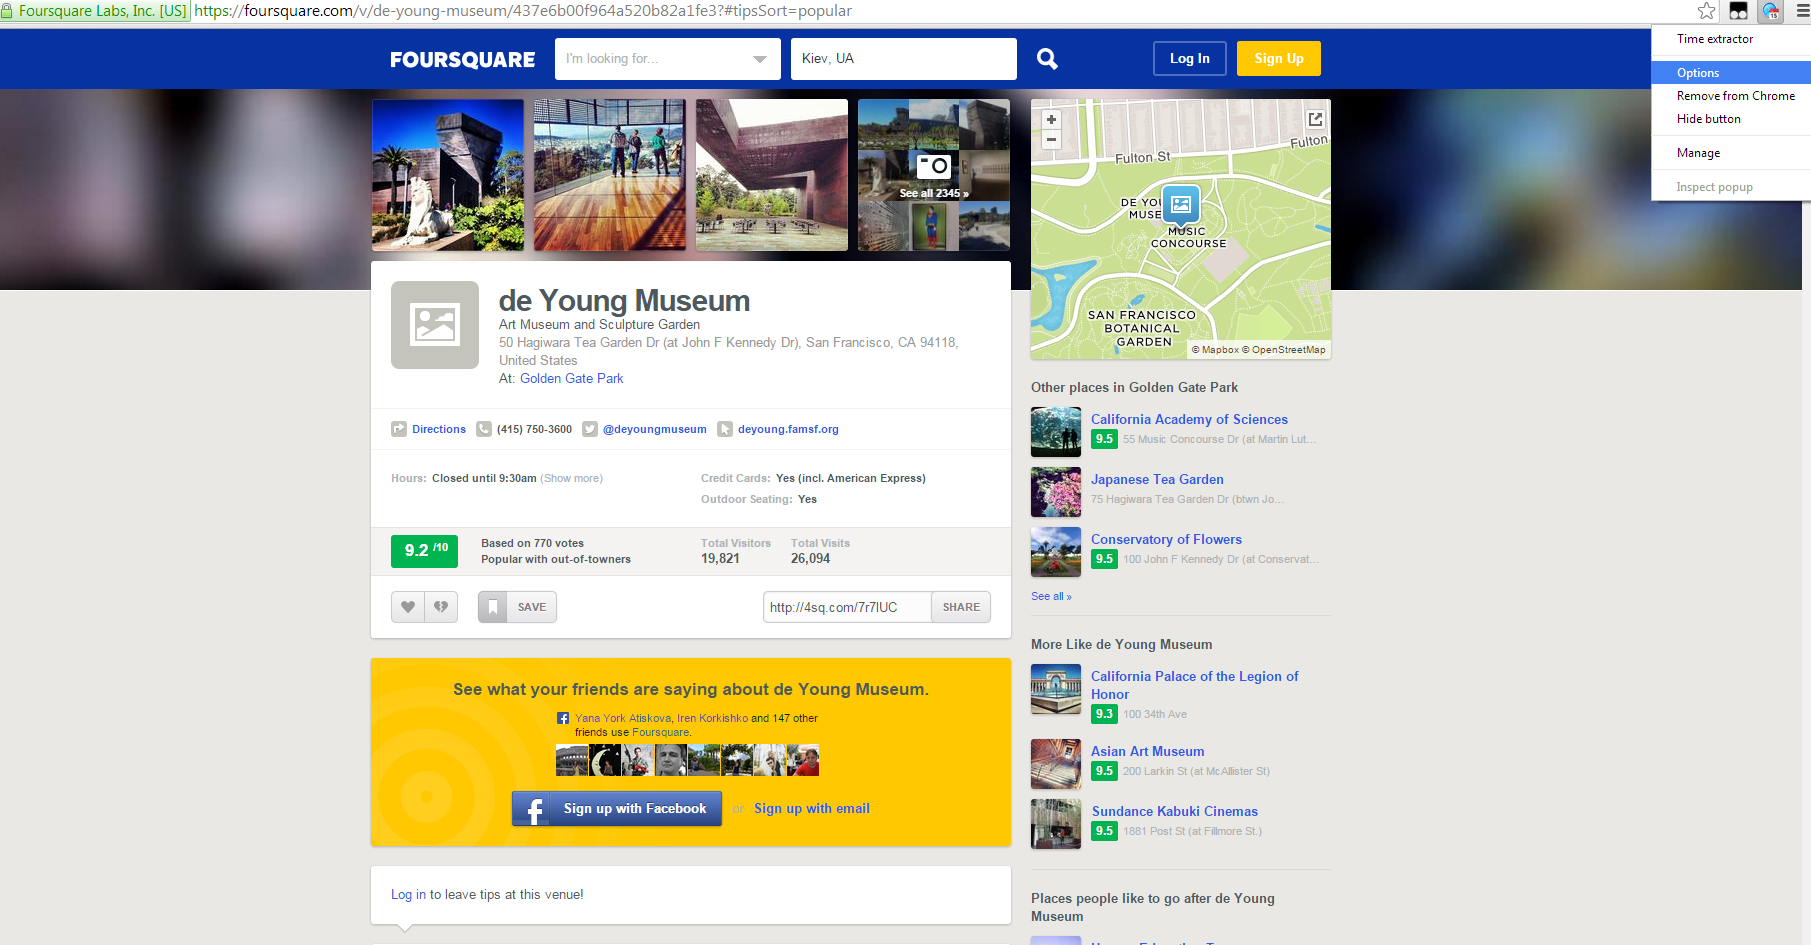 Foursquare Labs, Inc. [US] https://foursquare.com/v/de-young-museum/437e6b00f964a520b82a1fe3?#tipsSort=popular
15
Time extractor
Options
Remove from Chrome
Hide button
Manage
Inspect popup
FOURSQUARE
I'm looking for...
Kiev, UA
Log In
Sign Up
See all 2345 »
+
−
Fulton St
Fulton
DE YOU
MUSE
MUSIC
CONCOURSE
SAN FRANCISCO
BOTANICAL
GARDEN
© Mapbox © OpenStreetMap
de Young Museum
Art Museum and Sculpture Garden
50 Hagiwara Tea Garden Dr (at John F Kennedy Dr), San Francisco, CA 94118,
United States
At: Golden Gate Park
Directions (415) 750-3600 @deyoungmuseum deyoung.famsf.org
Hours: Closed until 9:30am (Show more)
Credit Cards: Yes (incl. American Express)
Outdoor Seating: Yes
9.2 /10
Based on 770 votes
Popular with out-of-towners
Total Visitors
19,821
Total Visits
26,094
SAVE
http://4sq.com/7r7lUC
SHARE
See what your friends are saying about de Young Museum.
Yana York Atiskova, Iren Korkishko and 147 other
friends use Foursquare.
Sign up with Facebook or Sign up with email
Log in to leave tips at this venue!
Other places in Golden Gate Park
California Academy of Sciences
9.5 55 Music Concourse Dr (at Martin Lut...
Japanese Tea Garden
75 Hagiwara Tea Garden Dr (btwn Jo...
Conservatory of Flowers
9.5 100 John F Kennedy Dr (at Conservat...
See all »
More Like de Young Museum
California Palace of the Legion of
Honor
9.3 100 34th Ave
Asian Art Museum
9.5 200 Larkin St (at McAllister St)
Sundance Kabuki Cinemas
9.5 1881 Post St (at Fillmore St.)
Places people like to go after de Young
Museum